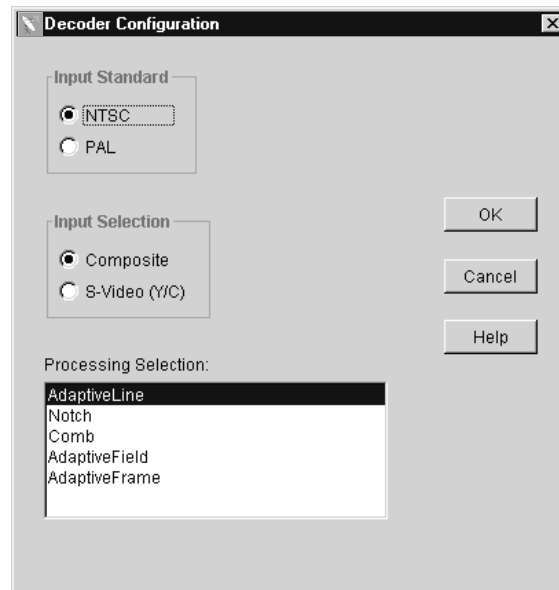 Decoder Configuration
Input Standard
NTSC
PAL
Input Selection
Composite
S-Video (Y/C)
OK
Cancel
Help
Processing Selection:
AdaptiveLine
Notch
Comb
AdaptiveField
AdaptiveFrame